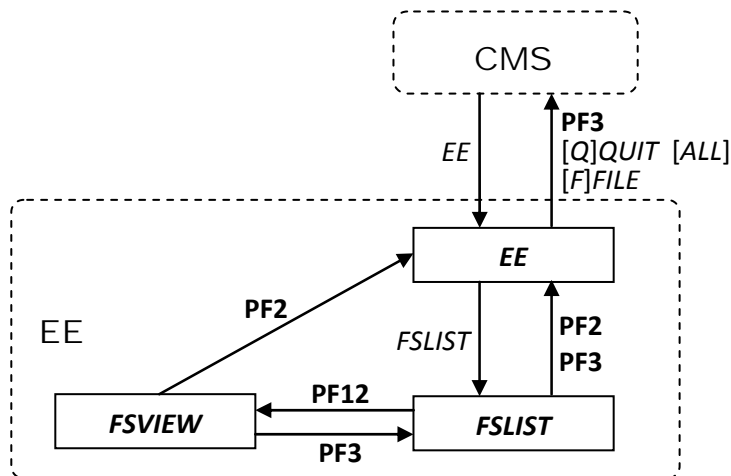 CMS
EE
PF3
[Q]QUIT [ALL]
[F]FILE
EE
PF2
EE
FSLIST
PF2
PF3
FSVIEW
PF12
PF3
FSLIST